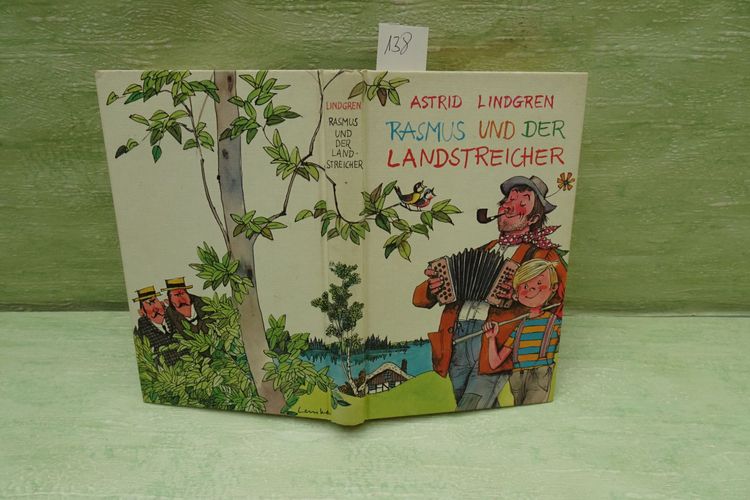 138
ASTRID LINDGREN
RASMUS UND DER
LANDSTREICHER
LINDGREN
RASMUS
UND
DER
LAND-
STREICHER